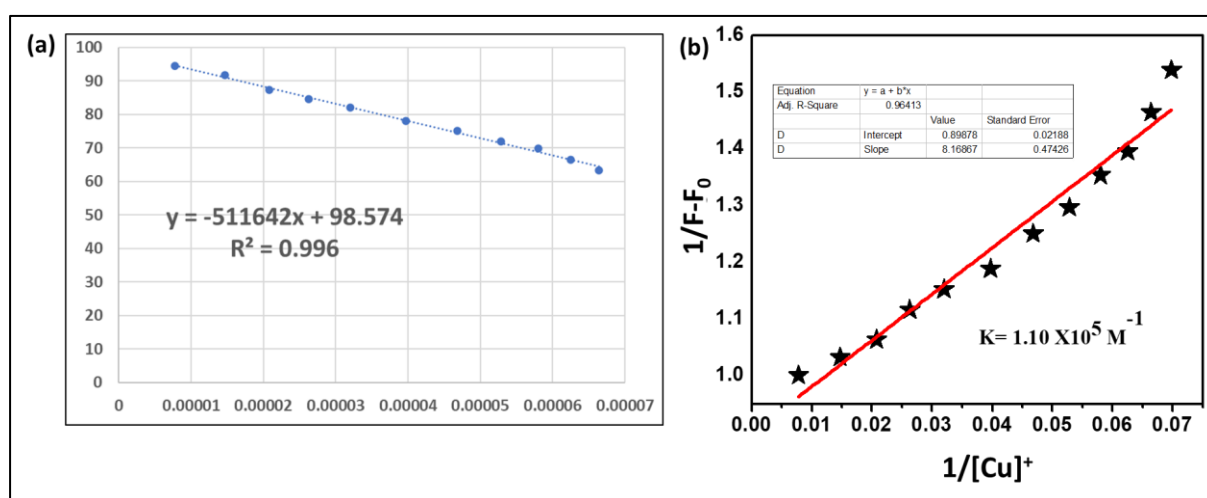 (a)
100
90
80
70
60
50
40
30
20
10
0
y = -511642x + 98.574
R² = 0.996
0 0.00001 0.00002 0.00003 0.00004 0.00005 0.00006 0.00007
(b)
1/F-F₀
1.6
1.5
1.4
1.3
1.2
1.1
1.0
Equation y = a + b*x
Adj. R-Square 0.96413
Value Standard Error
D Intercept 0.89878 0.02188
D Slope 8.16867 0.47426
K= 1.10 X10⁵ M⁻¹
0.00 0.01 0.02 0.03 0.04 0.05 0.06 0.07
1/[Cu]⁺